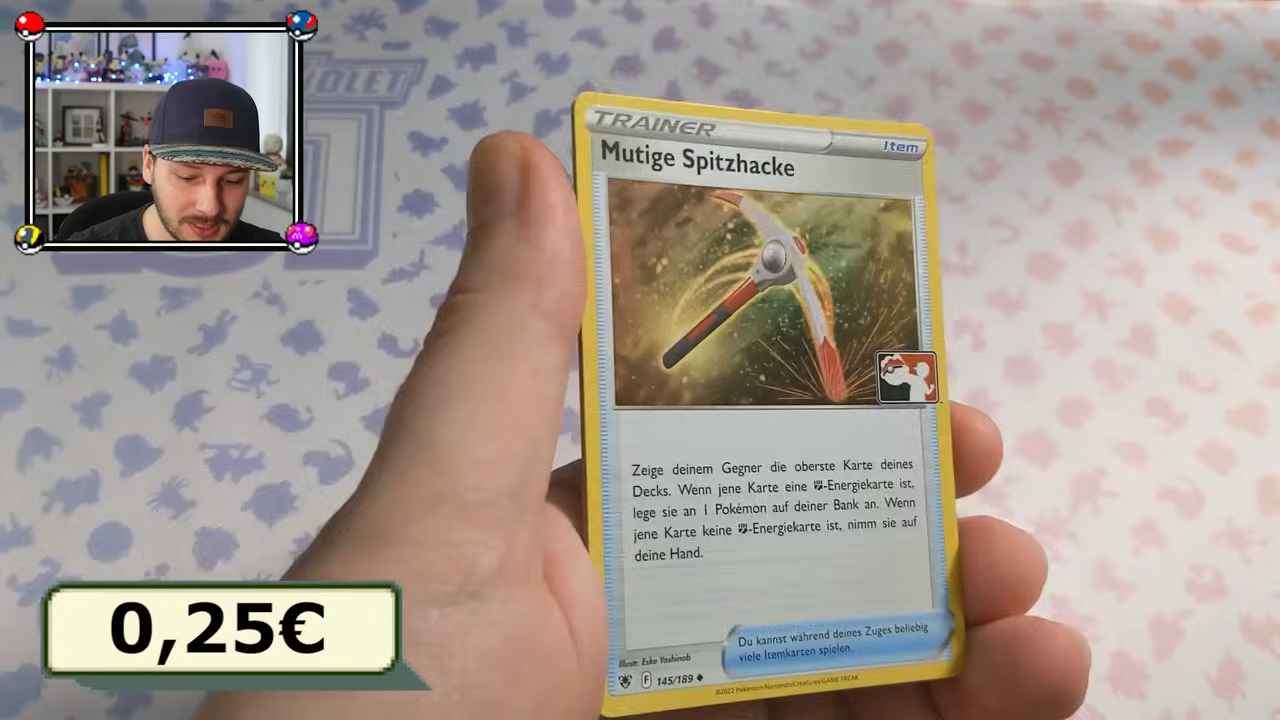 VIOLET
TRAINER
Item
Mutige Spitzhacke
Zeige deinem Gegner die oberste Karte deines
Decks. Wenn jene Karte eine -Energiekarte ist,
lege sie an 1 Pokémon auf deiner Bank an. Wenn
jene Karte keine -Energiekarte ist, nimm sie auf
deine Hand.
Du kannst während deines Zuges beliebig
viele Itemkarten spielen.
Illustr. Eske Yoshinob
F 145/189
©2022 Pokémon/Nintendo/Creatures/GAME FREAK
0,25€